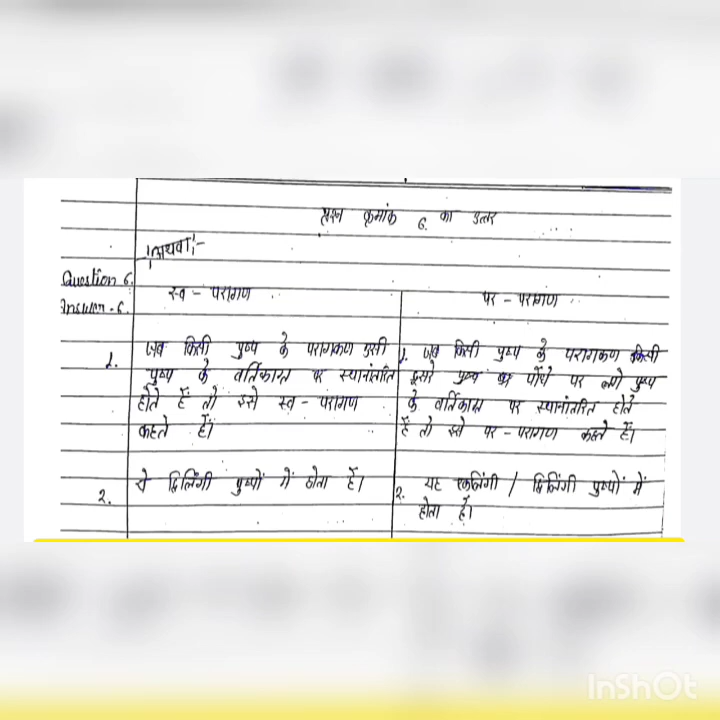 प्रश्न क्रमांक 6. का उत्तर
अथवा:-
Question 6.
Answer-6.
स्व - परागण
1. जब किसी पुष्प के परागकण उसी
पुष्प के वर्तिकाग्र पर स्थानांतरित
होते हैं तो इसे स्व - परागण
कहते हैं।
2. ये द्विलिंगी पुष्पों में होता है।
पर - परागण
1. जब किसी पुष्प के परागकण किसी
दूसरे पुष्प पौधे पर लगे पुष्प
के वर्तिकाग्र पर स्थानांतरित होते
हैं तो इसे पर - परागण कहते हैं।
2. यह एकलिंगी / द्विलिंगी पुष्पों में
होता है।
InShOt